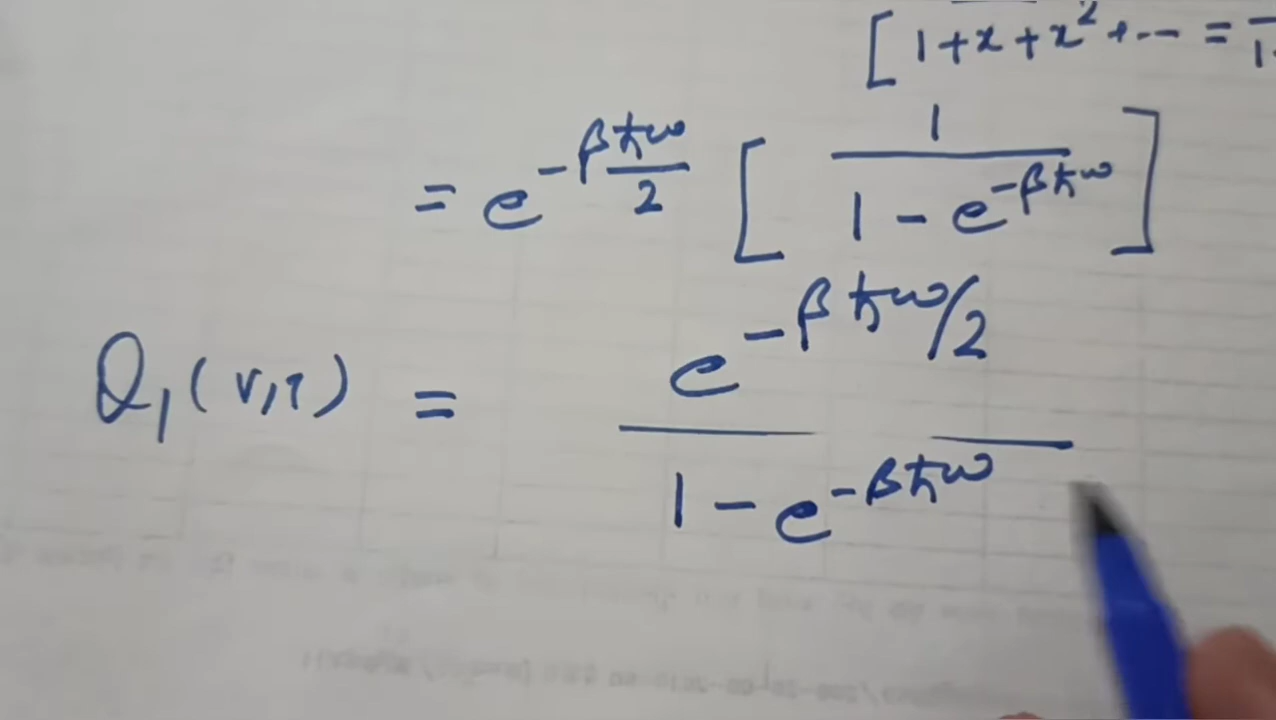 [ 1 + x + x² + ... = 
= e^{-βħω/2} [ 1 / (1 - e^{-βħω}) ]
Q₁(V,T) = e^{-βħω/2} / (1 - e^{-βħω})